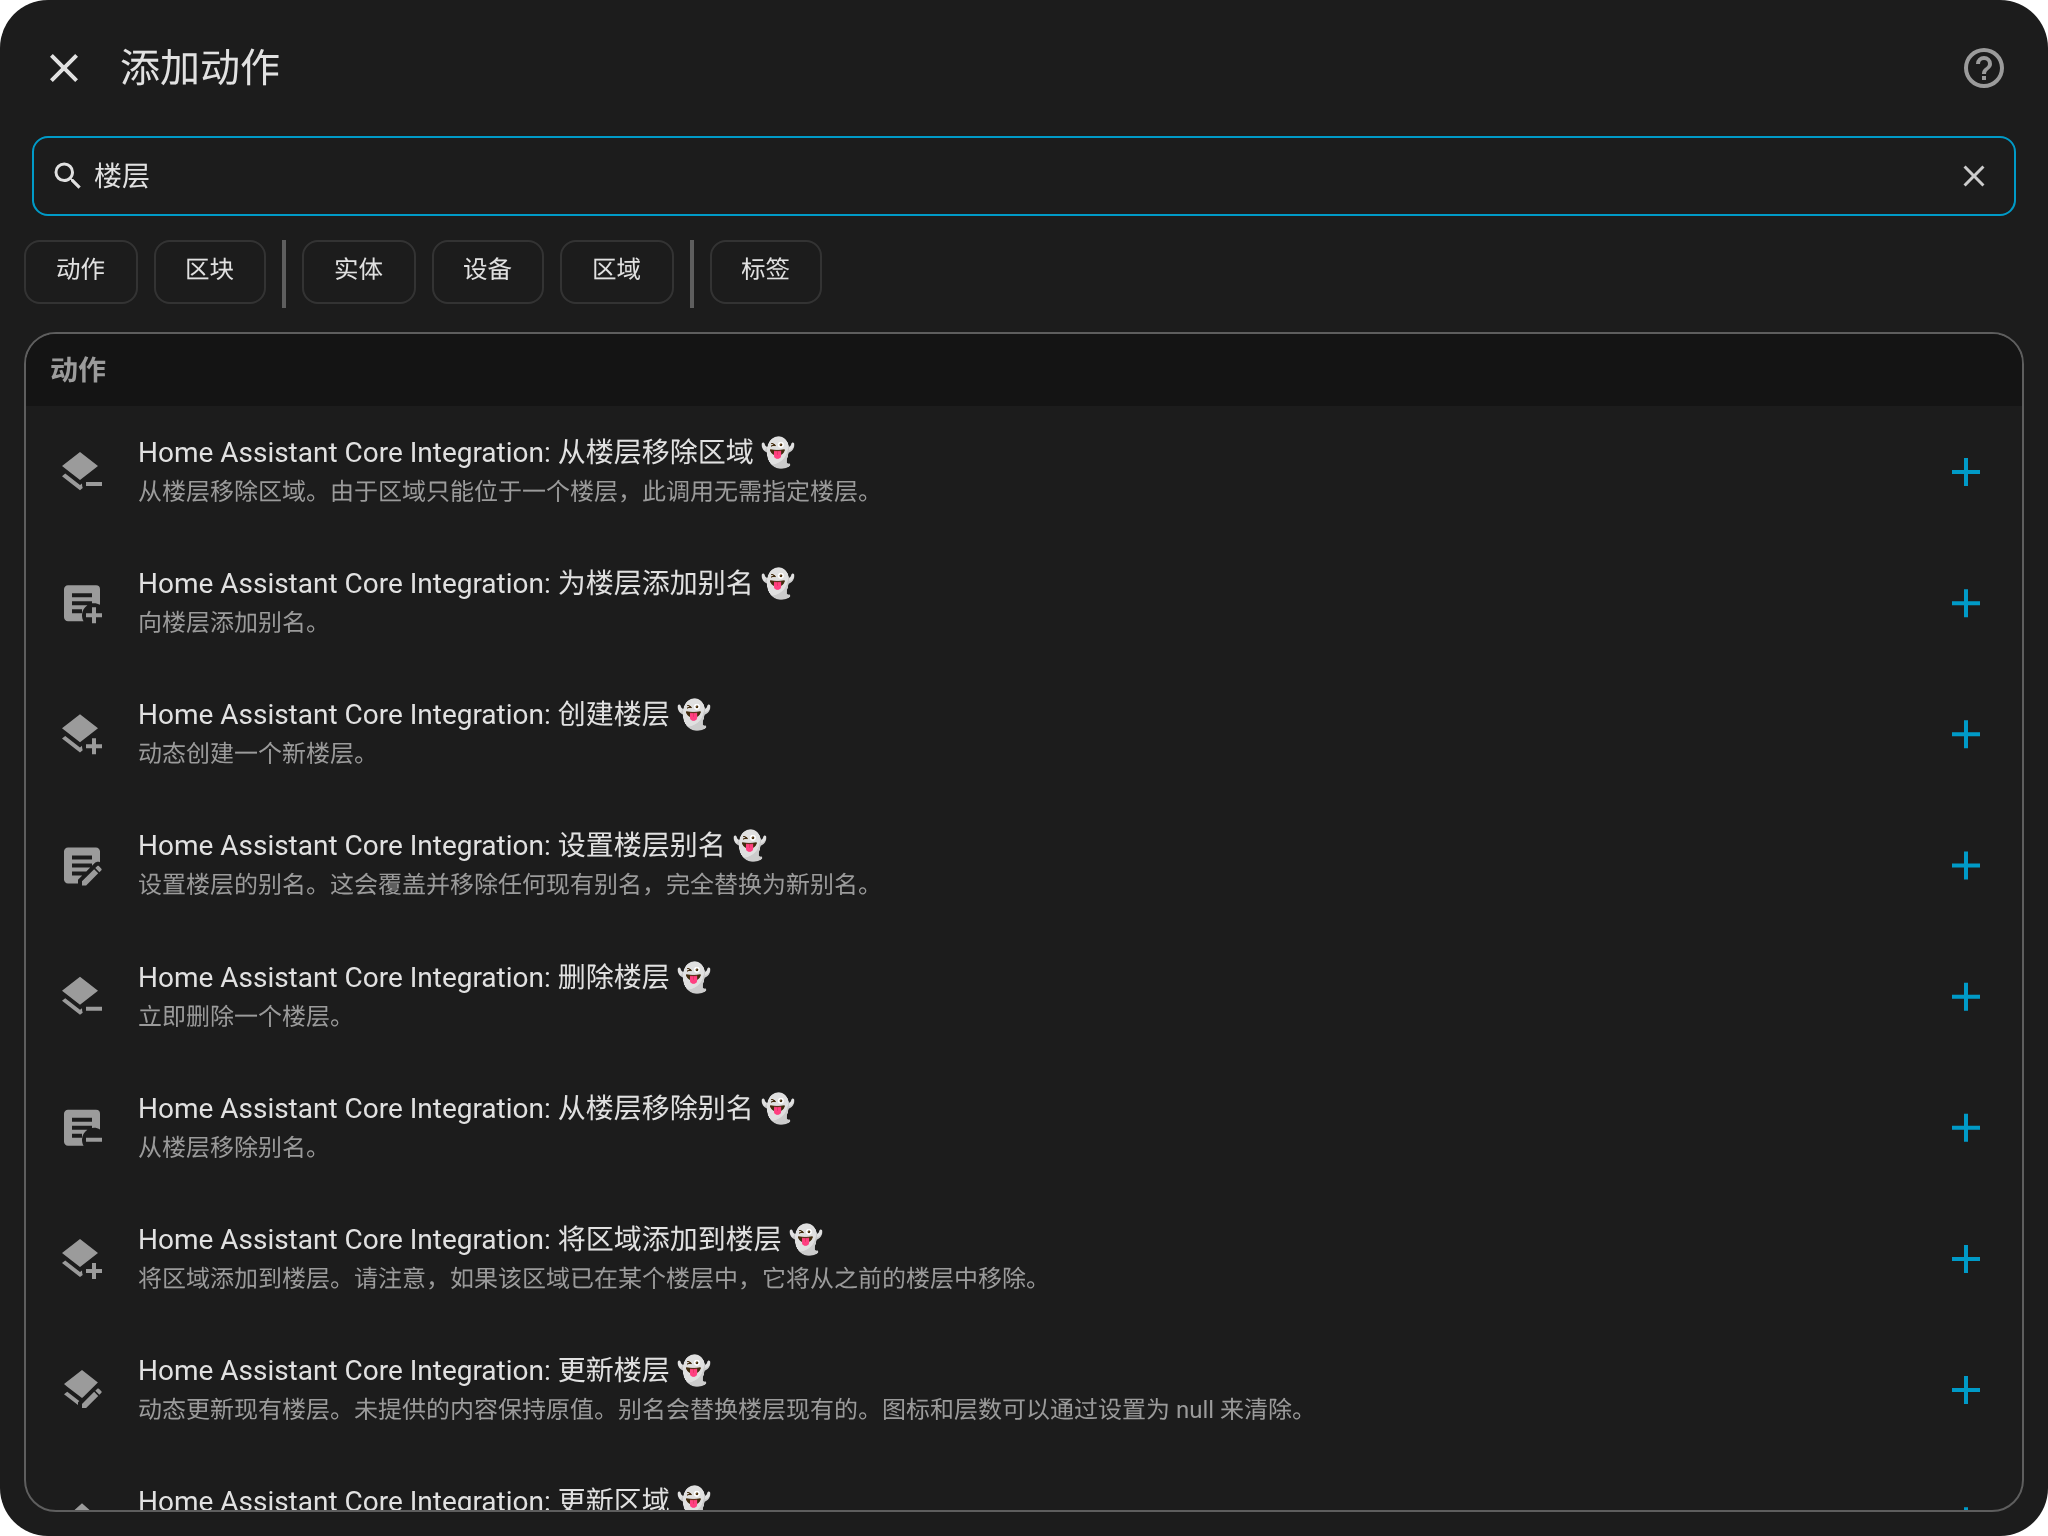 添加动作
楼层
动作
区块
实体
设备
区域
标签
动作
Home Assistant Core Integration: 从楼层移除区域 👻
从楼层移除区域。由于区域只能位于一个楼层，此调用无需指定楼层。
Home Assistant Core Integration: 为楼层添加别名 👻
向楼层添加别名。
Home Assistant Core Integration: 创建楼层 👻
动态创建一个新楼层。
Home Assistant Core Integration: 设置楼层别名 👻
设置楼层的别名。这会覆盖并移除任何现有别名，完全替换为新别名。
Home Assistant Core Integration: 删除楼层 👻
立即删除一个楼层。
Home Assistant Core Integration: 从楼层移除别名 👻
从楼层移除别名。
Home Assistant Core Integration: 将区域添加到楼层 👻
将区域添加到楼层。请注意，如果该区域已在某个楼层中，它将从之前的楼层中移除。
Home Assistant Core Integration: 更新楼层 👻
动态更新现有楼层。未提供的内容保持原值。别名会替换楼层现有的。图标和层数可以通过设置为 null 来清除。
Home Assistant Core Integration: 更新区域 👻